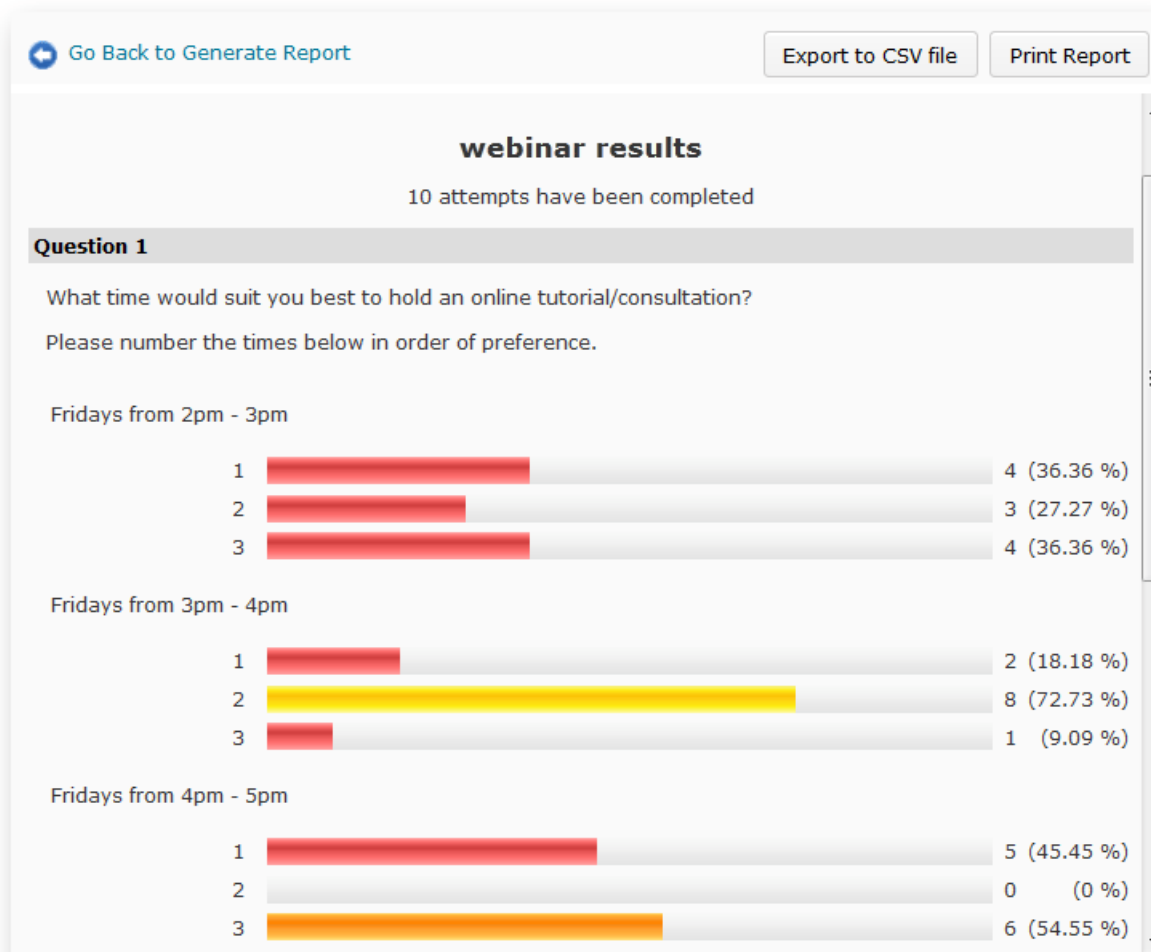 Go Back to Generate Report Export to CSV file Print Report
webinar results
10 attempts have been completed
Question 1
What time would suit you best to hold an online tutorial/consultation?
Please number the times below in order of preference.
Fridays from 2pm - 3pm
1 4 (36.36 %)
2 3 (27.27 %)
3 4 (36.36 %)
Fridays from 3pm - 4pm
1 2 (18.18 %)
2 8 (72.73 %)
3 1 (9.09 %)
Fridays from 4pm - 5pm
1 5 (45.45 %)
2 0 (0 %)
3 6 (54.55 %)